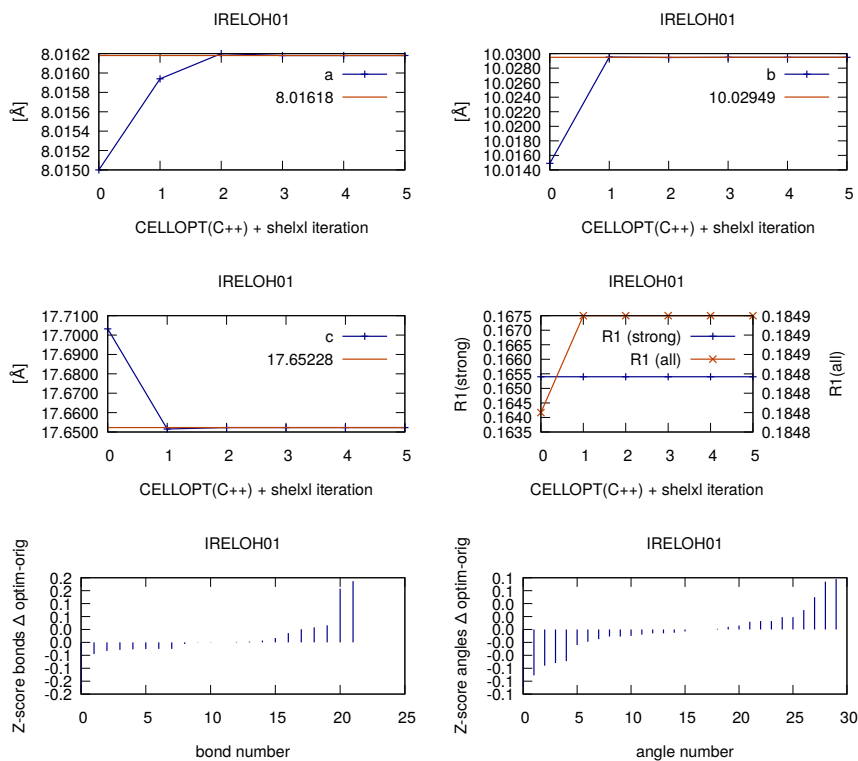 IRELOH01
8.0162
8.0160
8.0158
8.0156
8.0154
8.0152
8.0150
[Å]
a
8.01618
0 1 2 3 4 5
CELLOPT(C++) + shelxl iteration
IRELOH01
10.0300
10.0280
10.0260
10.0240
10.0220
10.0200
10.0180
10.0160
10.0140
[Å]
b
10.02949
0 1 2 3 4 5
CELLOPT(C++) + shelxl iteration
IRELOH01
17.7100
17.7000
17.6900
17.6800
17.6700
17.6600
17.6500
[Å]
c
17.65228
0 1 2 3 4 5
CELLOPT(C++) + shelxl iteration
IRELOH01
0.1675
0.1670
0.1665
0.1660
0.1655
0.1650
0.1645
0.1640
0.1635
R1(strong)
R1 (strong)
R1 (all)
0.1849
0.1849
0.1849
0.1848
0.1848
0.1848
0.1848
R1(all)
0 1 2 3 4 5
CELLOPT(C++) + shelxl iteration
IRELOH01
0.2
0.2
0.1
0.1
0.0
-0.0
-0.1
-0.1
-0.2
-0.2
Z-score bonds Δ optim-orig
0 5 10 15 20 25
bond number
IRELOH01
0.1
0.1
0.1
0.0
0.0
-0.0
-0.0
-0.1
-0.1
-0.1
Z-score angles Δ optim-orig
0 5 10 15 20 25 30
angle number